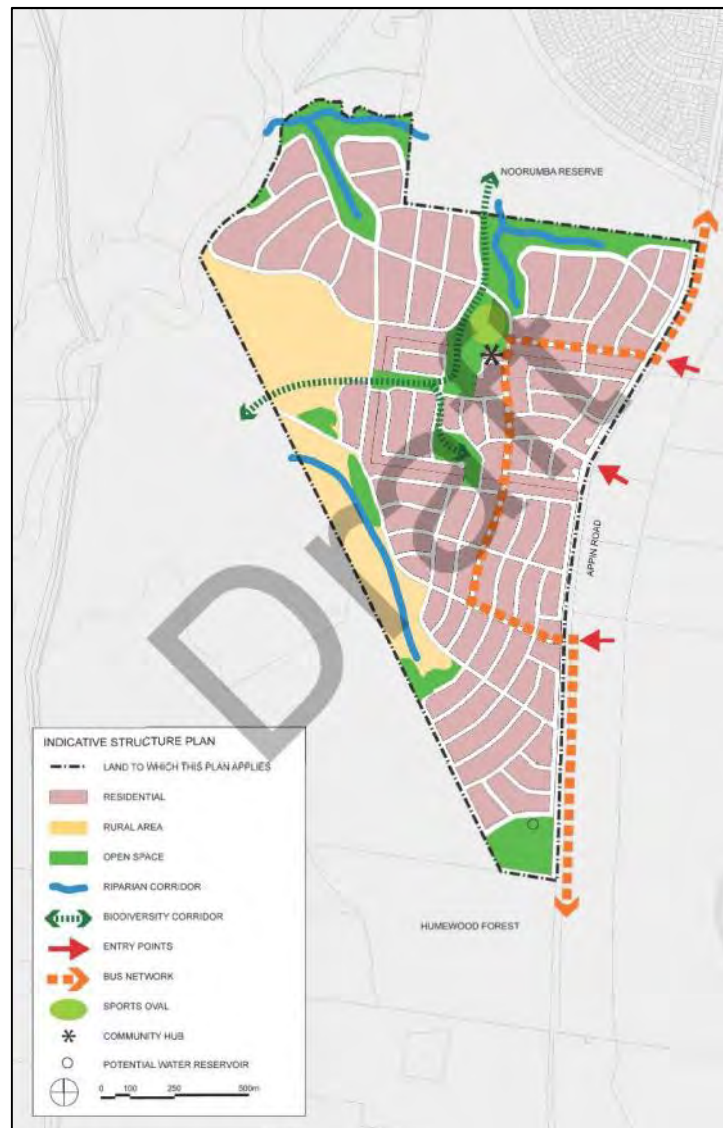 NOORUMBA RESERVE
APPIN ROAD
Draft
HUMEWOOD FOREST
INDICATIVE STRUCTURE PLAN
LAND TO WHICH THIS PLAN APPLIES
RESIDENTIAL
RURAL AREA
OPEN SPACE
RIPARIAN CORRIDOR
BIODIVERSITY CORRIDOR
ENTRY POINTS
BUS NETWORK
SPORTS OVAL
COMMUNITY HUB
POTENTIAL WATER RESERVOIR
0 100 250 500m